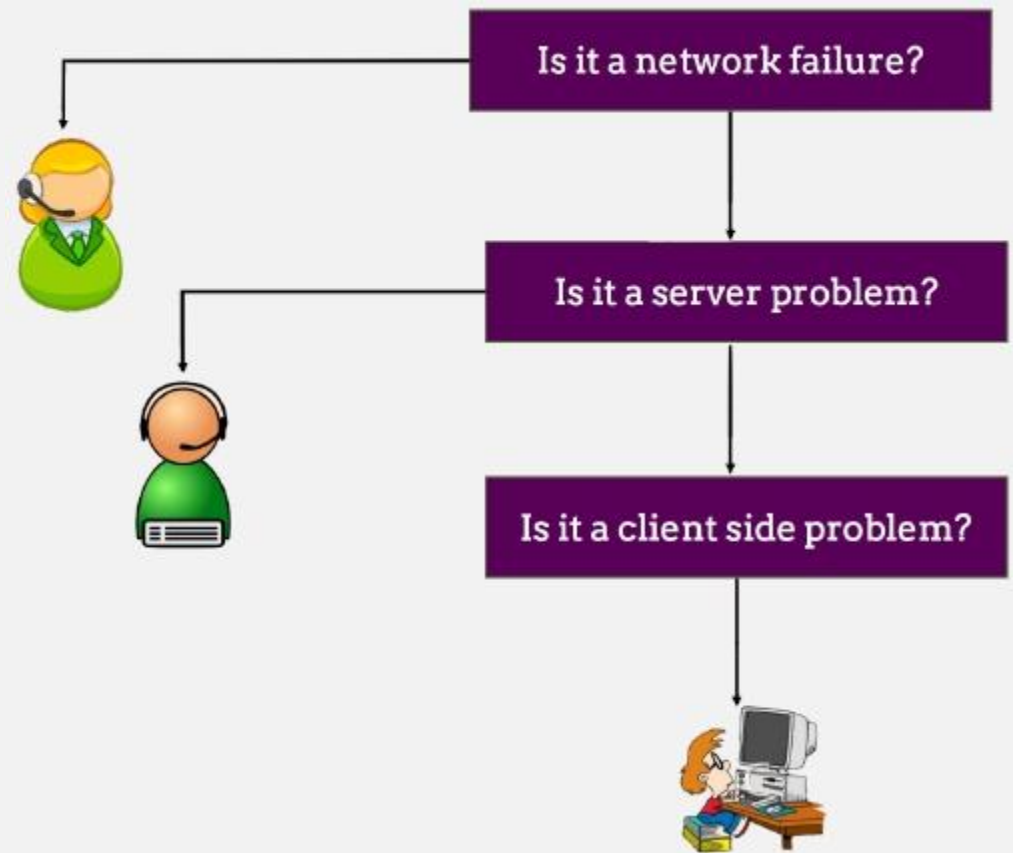 Is it a network failure?
Is it a server problem?
Is it a client side problem?